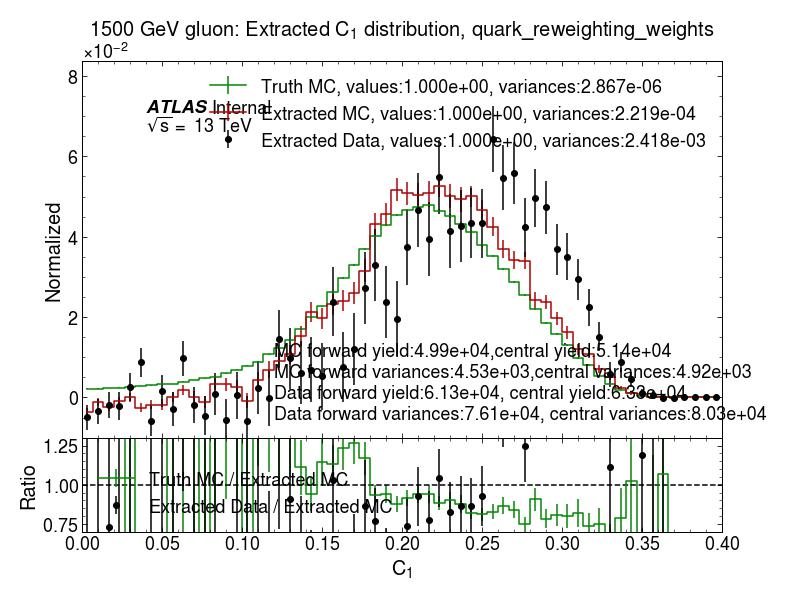 1500 GeV gluon: Extracted C1 distribution, quark_reweighting_weights
×10−2
8
6
4
2
0
Normalized
Truth MC, values:1.000e+00, variances:2.867e-06
ATLAS Internal
Extracted MC, values:1.000e+00, variances:2.219e-04
√s = 13 TeV
Extracted Data, values:1.000e+00, variances:2.418e-03
MC forward yield:4.99e+04,central yield:5.14e+04
MC forward variances:4.53e+03,central variances:4.92e+03
Data forward yield:6.13e+04, central yield:6.39e+04
Data forward variances:7.61e+04, central variances:8.03e+04
1.25
1.00
0.75
Ratio
Truth MC / Extracted MC
Extracted Data / Extracted MC
0.00 0.05 0.10 0.15 0.20 0.25 0.30 0.35 0.40
C1